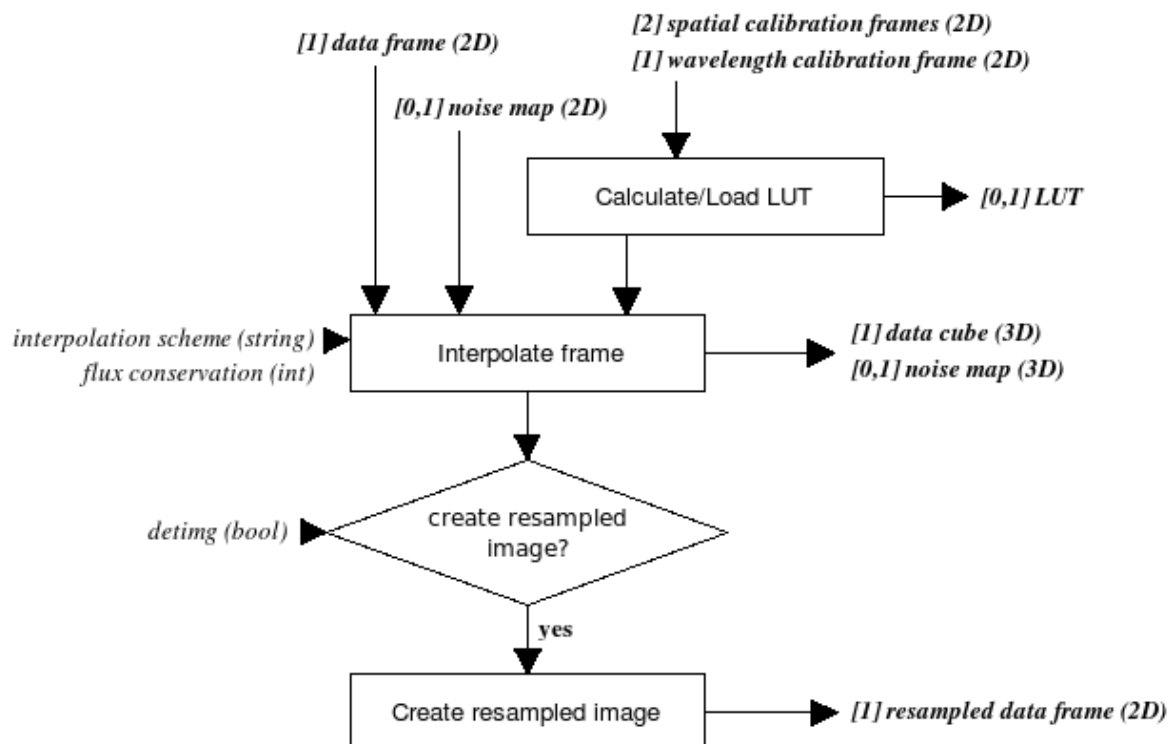 [1] data frame (2D)
[2] spatial calibration frames (2D)
[1] wavelength calibration frame (2D)
[0,1] noise map (2D)
Calculate/Load LUT
[0,1] LUT
interpolation scheme (string)
flux conservation (int)
Interpolate frame
[1] data cube (3D)
[0,1] noise map (3D)
detimg (bool)
create resampled
image?
yes
Create resampled image
[1] resampled data frame (2D)